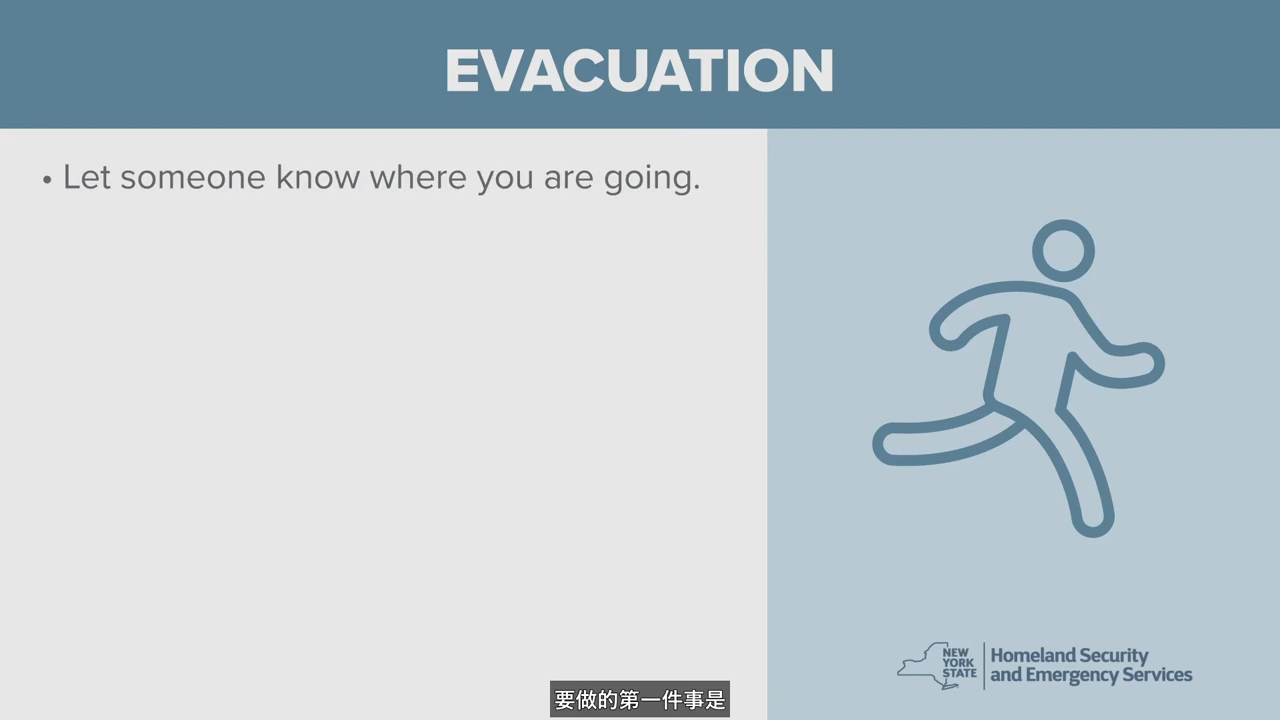 EVACUATION
• Let someone know where you are going.
NEW
YORK
STATE
Homeland Security
and Emergency Services
要做的第一件事是